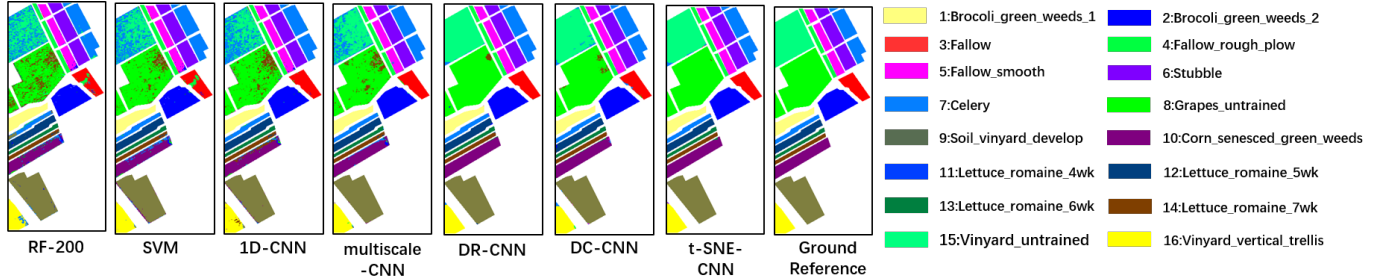 RF-200
SVM
1D-CNN
multiscale
-CNN
DR-CNN
DC-CNN
t-SNE-
CNN
Ground
Reference
1:Brocoli_green_weeds_1
2:Brocoli_green_weeds_2
3:Fallow
4:Fallow_rough_plow
5:Fallow_smooth
6:Stubble
7:Celery
8:Grapes_untrained
9:Soil_vinyard_develop
10:Corn_senesced_green_weeds
11:Lettuce_romaine_4wk
12:Lettuce_romaine_5wk
13:Lettuce_romaine_6wk
14:Lettuce_romaine_7wk
15:Vinyard_untrained
16:Vinyard_vertical_trellis